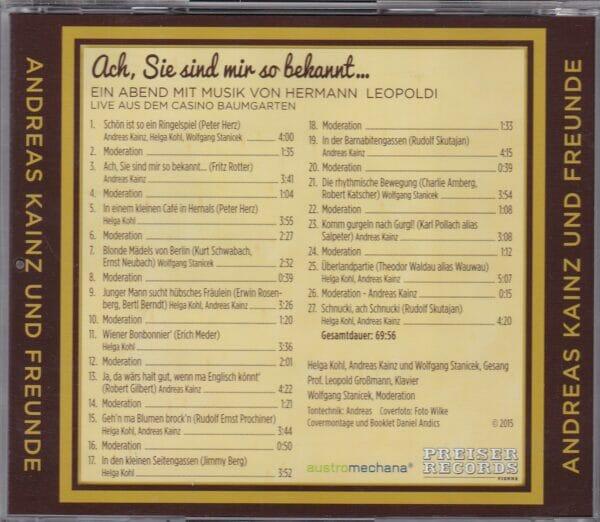 ANDREAS KAINZ UND FREUNDE
Ach, Sie sind mir so bekannt...
EIN ABEND MIT MUSIK VON HERMANN LEOPOLDI
LIVE AUS DEM CASINO BAUMGARTEN
1. Schön ist so ein Ringelspiel (Peter Herz)
Andreas Kainz, Helga Kohl, Wolfgang Stanicek 4:00
2. Moderation 1:35
3. Ach, Sie sind mir so bekannt... (Fritz Rotter)
Andreas Kainz 3:41
4. Moderation 1:04
5. In einem kleinen Café in Hernals (Peter Herz)
Helga Kohl 3:55
6. Moderation 2:27
7. Blonde Mädels von Berlin (Kurt Schwabach,
Ernst Neubach) Wolfgang Stanicek 2:32
8. Moderation 0:39
9. Junger Mann sucht hübsches Fräulein (Erwin Rosen-
berg, Bertl Berndt) Helga Kohl, Andreas Kainz 3:26
10. Moderation 1:20
11. Wiener Bonbonnier' (Erich Meder)
Helga Kohl 3:36
12. Moderation 2:01
13. Ja, da wärs halt gut, wenn ma Englisch könnt'
(Robert Gilbert) Andreas Kainz 4:22
14. Moderation 1:21
15. Geh'n ma Blumen brock'n (Rudolf Ernst Prochiner)
Helga Kohl, Andreas Kainz 3:44
16. Moderation 0:50
17. In den kleinen Seitengassen (Jimmy Berg)
Helga Kohl 3:52
18. Moderation 1:33
19. In der Barnabitengassen (Rudolf Skutajan)
Andreas Kainz 4:15
20. Moderation 0:39
21. Die rhythmische Bewegung (Charlie Amberg,
Robert Katscher) Wolfgang Stanicek 3:54
22. Moderation 1:08
23. Komm gurgeln nach Gurgl! (Karl Pollach alias
Salpeter) Andreas Kainz 3:08
24. Moderation 1:12
25. Überlandpartie (Theodor Waldau alias Wauwau)
Helga Kohl, Andreas Kainz 5:07
26. Moderation - Andreas Kainz 0:15
27. Schnucki, ach Schnucki (Rudolf Skutajan)
Helga Kohl, Andreas Kainz 4:20
Gesamtdauer: 69:56
Helga Kohl, Andreas Kainz und Wolfgang Stanicek, Gesang
Prof. Leopold Großmann, Klavier
Wolfgang Stanicek, Moderation
Tontechnik: Andreas Coverfoto: Foto Wilke
Covermontage und Booklet Daniel Andics © 2015
austromechana®
PREISER
RECORDS
VIENNA
ANDREAS KAINZ UND FREUNDE